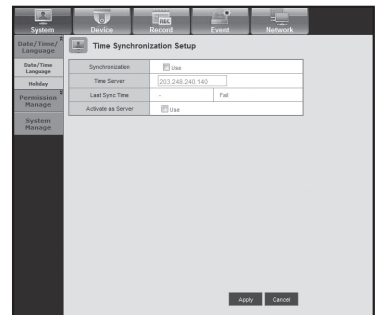 System Device Record Event Network
REC
Date/Time/
Language
Date/Time
Language
Holiday
Permission
Manage
System
Manage
Time Synchronization Setup
Synchronization Use
Time Server 203.248.240.140
Last Sync Time - Fail
Activate as Server Use
Apply Cancel